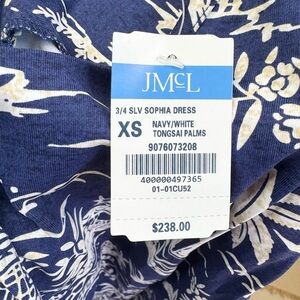 JMcL
3/4 SLV SOPHIA DRESS
XS
NAVY/WHITE
TONGSAI PALMS
9076073208
400000497365
01-01CU52
$238.00